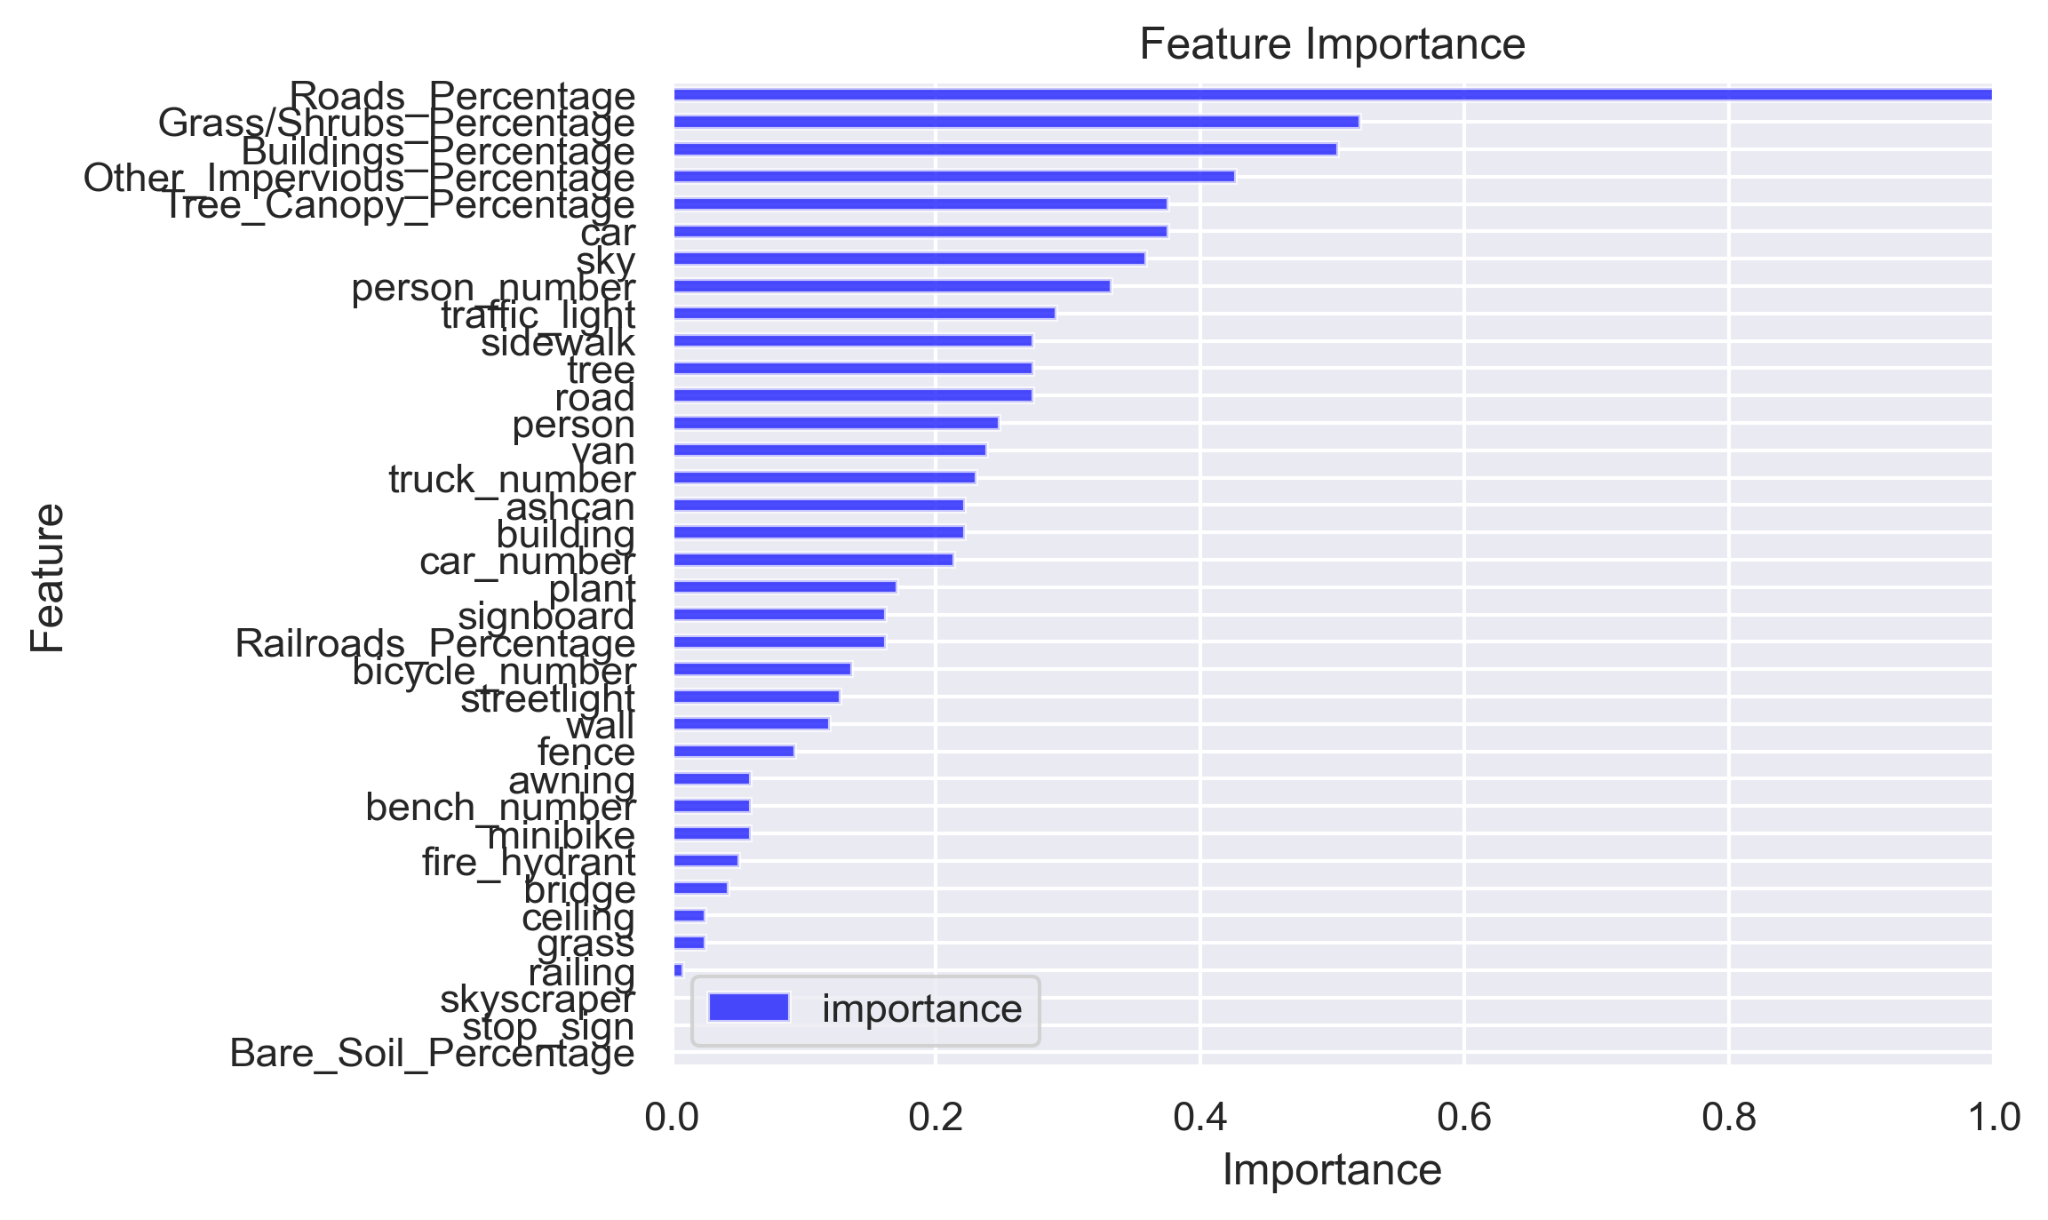 Feature Importance
Roads_Percentage
Grass/Shrubs_Percentage
Buildings_Percentage
Other_Impervious_Percentage
Tree_Canopy_Percentage
car
sky
person_number
traffic_light
sidewalk
tree
road
person
van
truck_number
ashcan
building
car_number
plant
signboard
Railroads_Percentage
bicycle_number
streetlight
wall
fence
awning
bench_number
minibike
fire_hydrant
bridge
ceiling
grass
railing
skyscraper
stop_sign
Bare_Soil_Percentage
Feature
importance
0.0 0.2 0.4 0.6 0.8 1.0
Importance